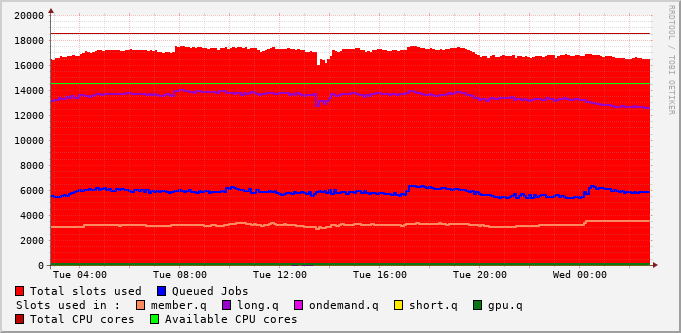 RRDTOOL / TOBI OETIKER
20000
18000
16000
14000
12000
10000
8000
6000
4000
2000
0
Tue 04:00 Tue 08:00 Tue 12:00 Tue 16:00 Tue 20:00 Wed 00:00
Total slots used Queued Jobs
Slots used in : member.q long.q ondemand.q short.q gpu.q
Total CPU cores Available CPU cores